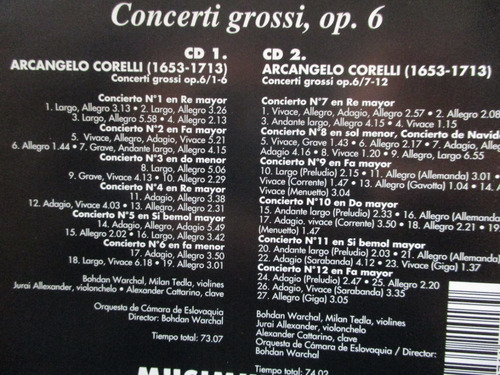 Concerti grossi, op. 6
CD 1.
ARCANGELO CORELLI (1653-1713)
Concerti grossi op.6/1-6
Concierto N°1 en Re mayor
1. Largo, Allegro 3.13 • 2. Largo, Allegro 3.26
3. Largo, Allegro 5.58 • 4. Allegro 2.13
Concierto N°2 en Fa mayor
5. Vivace, Allegro, Adagio, Vivace 5.21
6. Allegro 1.44 • 7. Grave, Andante largo, Allegro 4.15
Concierto N°3 en do menor
8. Largo, Allegro 5.06
9. Grave, Allegro 4.13 • 10. Allegro 2.29
Concierto N°4 en Re mayor
11. Adagio, Allegro 3.38
12. Adagio, Vivace 4.03 • 13. Allegro, Allegro 2.31
Concierto N°5 en Si bemol mayor
14. Adagio, Allegro, Adagio 5.49
15. Allegro 2.02 • 16. Largo, Allegro 3.42
Concierto N°6 en fa menor
17. Adagio, Allegro 3.50
18. Largo, Vivace 6.18 • 19. Allegro 3.01
Bohdan Warchal, Milan Tedla, violines
Jurai Allexander, violonchelo • Alexander Cattarino, clave
Orquesta de Cámara de Eslovaquia
Director: Bohdan Warchal
Tiempo total: 73.07
CD 2.
ARCANGELO CORELLI (1653-1713)
Concerti grossi op.6/7-12
Concierto N°7 en Re mayor
1. Vivace, Allegro, Adagio, Allegro 2.57 • 2. Allegro 2.08
3. Andante largo, Allegro 4.15, • 4. Vivace 1.15
Concierto N°8 en sol menor, Concierto de Navid
5. Vivace, Grave 1.43 • 6. Allegro 2.17 • 7. Adagio, Allegro
Adagio 4.16 • 8. Vivace 1.20 • 9. Allegro, Largo 6.55
Concierto N°9 en Fa mayor
10. Largo (Preludio) 2.15 • 11. Allegro (Allemanda) 3.01 •
Vivace (Corrente) 1.47 • 13. Allegro (Gavotta) 1.04 • 14.
Vivace (Menuetto) 3.04
Concierto N°10 en Do mayor
15. Andante largo (Preludio) 2.33 • 16. Allegro (Allemanda)
17. Adagio, vivace (Corrente) 3.50 • 18. Allegro 2.21
(Menuetto) 1.47
Concierto N°11 en Si bemol mayor
20. Andante largo (Preludio) 2.03 • 21. Allegro (Allemanda)
22. Adagio (Sarabanda) 4.12 • 23. Vivace (Giga) 1.37
Concierto N°12 en Fa mayor
24. Adagio (Preludio) 2.47 • 25. Allegro 2.20
26. Adagio, Vivace (Sarabanda) 3.35
27. Allegro (Giga) 3.05
Bohdan Warchal, Milan Tedla, violines
Jurai Allexander, violonchelo
Alexander Cattarino, clave
Orquesta de Cámara de Eslovaquia / Director:
Bohdan Warchal
Tiempo total: 74.02